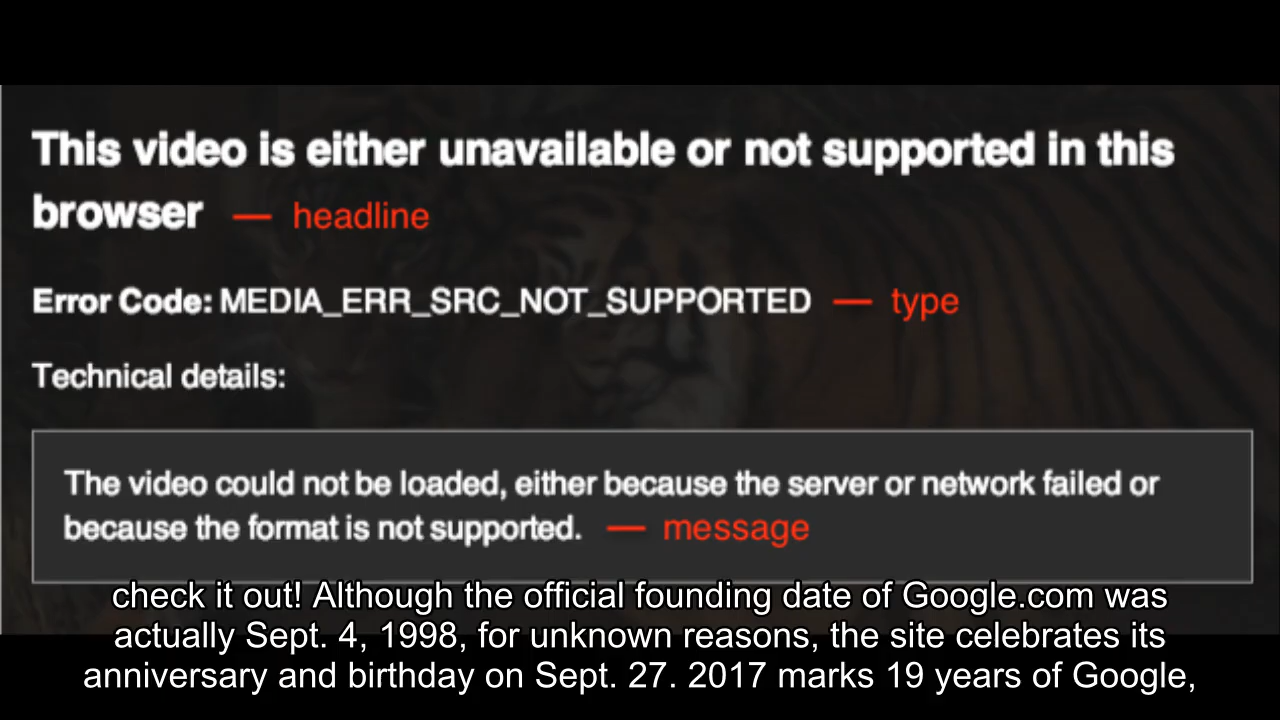 This video is either unavailable or not supported in this
browser — headline
Error Code: MEDIA_ERR_SRC_NOT_SUPPORTED — type
Technical details:
The video could not be loaded, either because the server or network failed or
because the format is not supported. — message
check it out! Although the official founding date of Google.com was
actually Sept. 4, 1998, for unknown reasons, the site celebrates its
anniversary and birthday on Sept. 27. 2017 marks 19 years of Google,